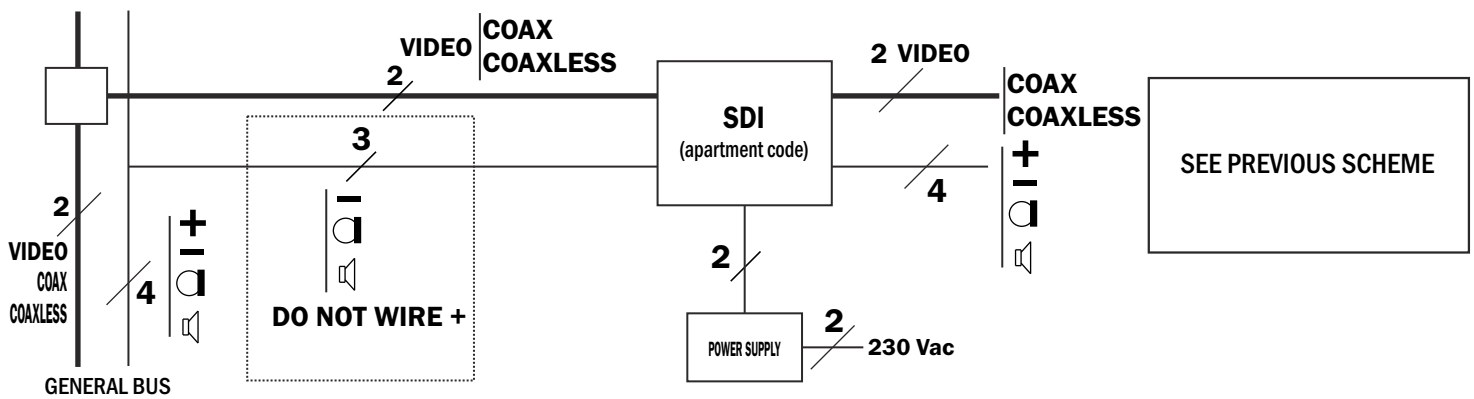 VIDEO
COAX
COAXLESS
2
3
DO NOT WIRE +
2
VIDEO
COAX
COAXLESS
4
+
–
–
GENERAL BUS
SDI
(apartment code)
2
POWER SUPPLY
2
230 Vac
2 VIDEO
COAX
COAXLESS
4
+
–
SEE PREVIOUS SCHEME